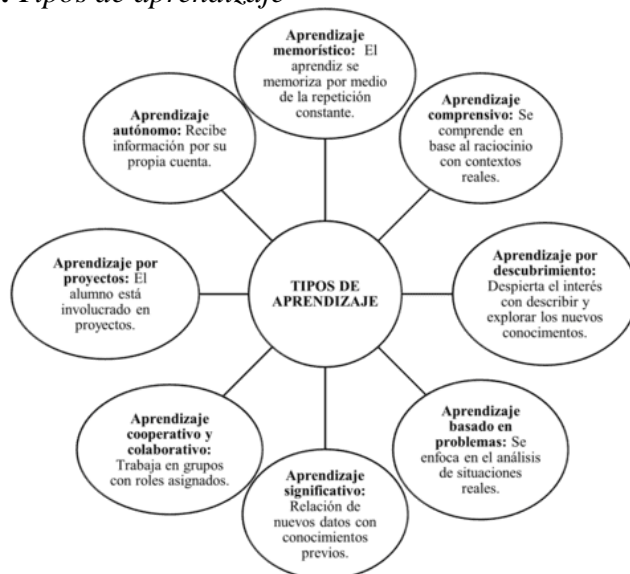 Tipos de aprendizaje
Aprendizaje
memorístico: El
aprendiz se
memoriza por medio
de la repetición
constante.
Aprendizaje
comprensivo: Se
comprende en
base al raciocinio
con contextos
reales.
Aprendizaje por
descubrimiento:
Despierta el interés
con describir y
explorar los nuevos
conocimentos.
Aprendizaje
basado en
problemas: Se
enfoca en el análisis
de situaciones
reales.
Aprendizaje
significativo:
Relación de
nuevos datos con
conocimientos
previos.
Aprendizaje
cooperativo y
colaborativo:
Trabaja en grupos
con roles asignados.
Aprendizaje por
proyectos: El
alumno está
involucrado en
proyectos.
Aprendizaje
autónomo: Recibe
información por su
propia cuenta.
TIPOS DE
APRENDIZAJE